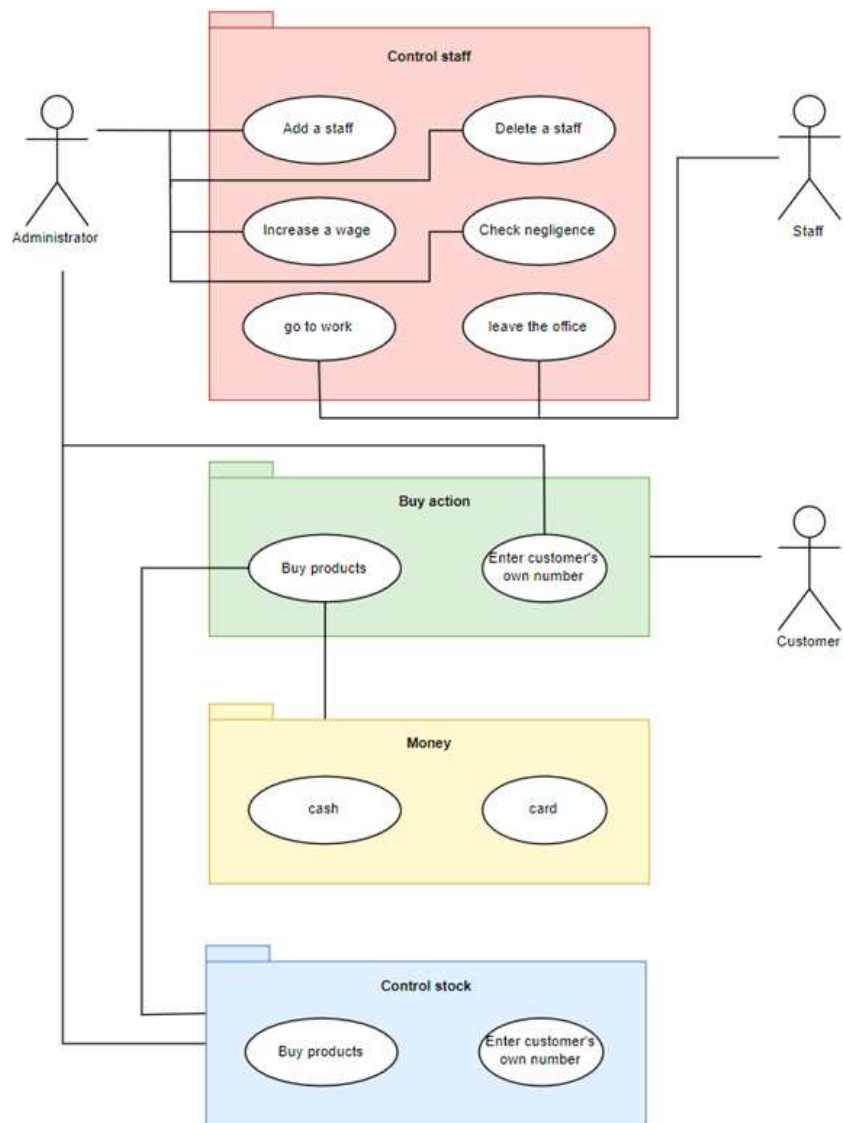 Control staff
Add a staff
Delete a staff
Administrator
Increase a wage
Check negligence
Staff
go to work
leave the office
Buy action
Buy products
Enter customer's
own number
Customer
Money
cash
card
Control stock
Buy products
Enter customer's
own number